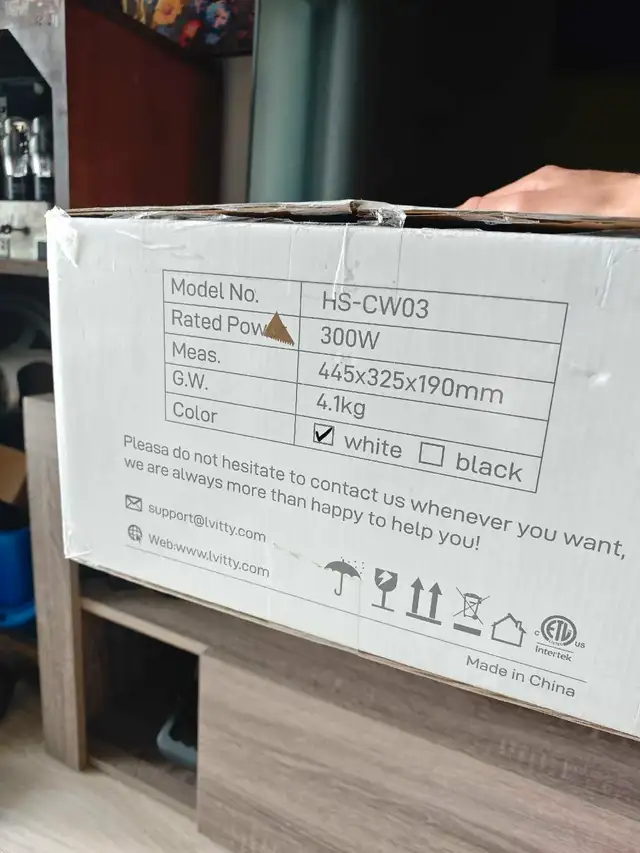 Model No. HS-CW03
Rated Pow 300W
Meas. 445x325x190mm
G.W. 4.1kg
Color white black
Pleasa do not hesitate to contact us whenever you want,
we are always more than happy to help you!
support@lvitty.com
Web:www.lvitty.com
C ETL US
Intertek
Made in China